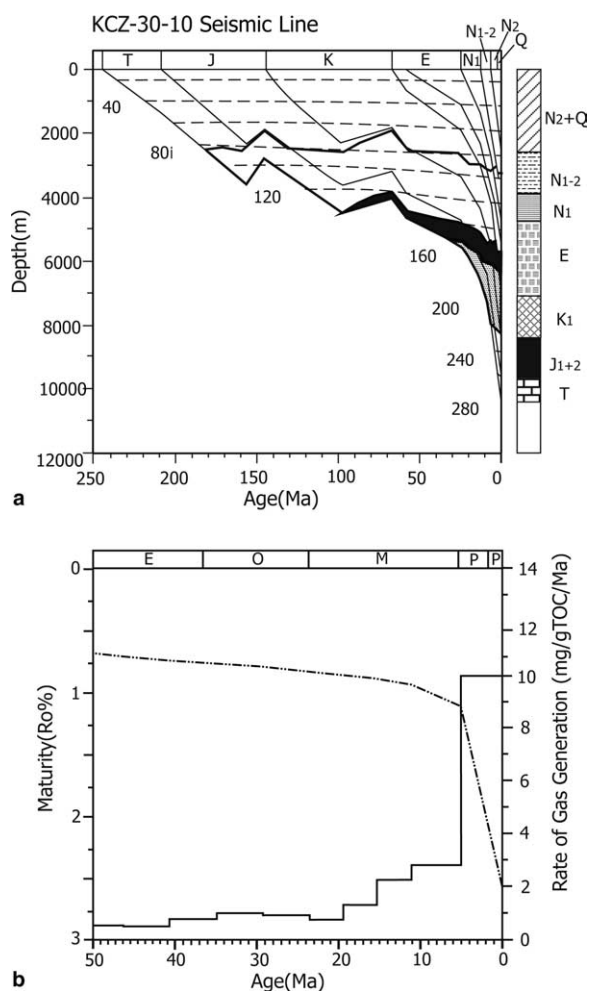 KCZ-30-10 Seismic Line
N1-2 N2
Q
T J K E N1
0
2000
4000
6000
8000
10000
12000
Depth(m)
40
80i
120
160
200
240
280
250 200 150 100 50 0
Age(Ma)
N2+Q
N1-2
N1
E
K1
J1+2
T
a
E O M P P
0
1
2
3
Maturity(Ro%)
14
12
10
8
6
4
2
0
Rate of Gas Generation (mg/gTOC/Ma)
50 40 30 20 10 0
Age(Ma)
b